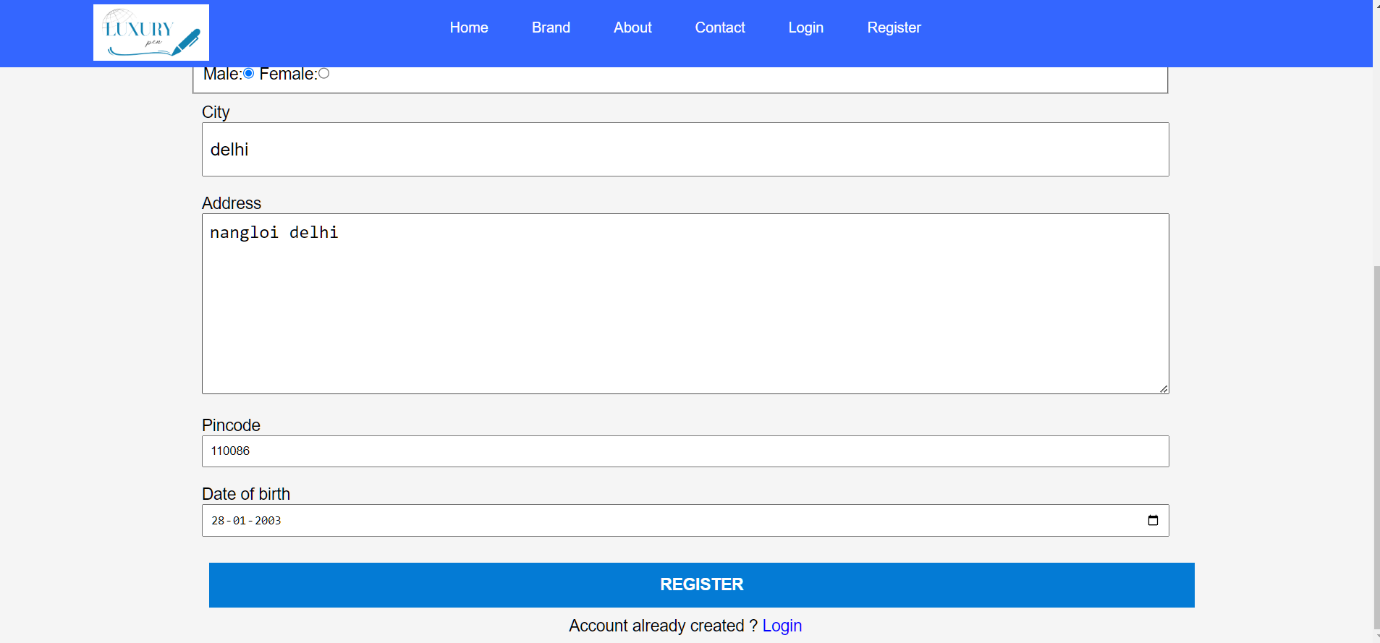 LUXURY
pen
Home Brand About Contact Login Register
Male: Female:
City
delhi
Address
nangloi delhi
Pincode
110086
Date of birth
28-01-2003
REGISTER
Account already created ? Login